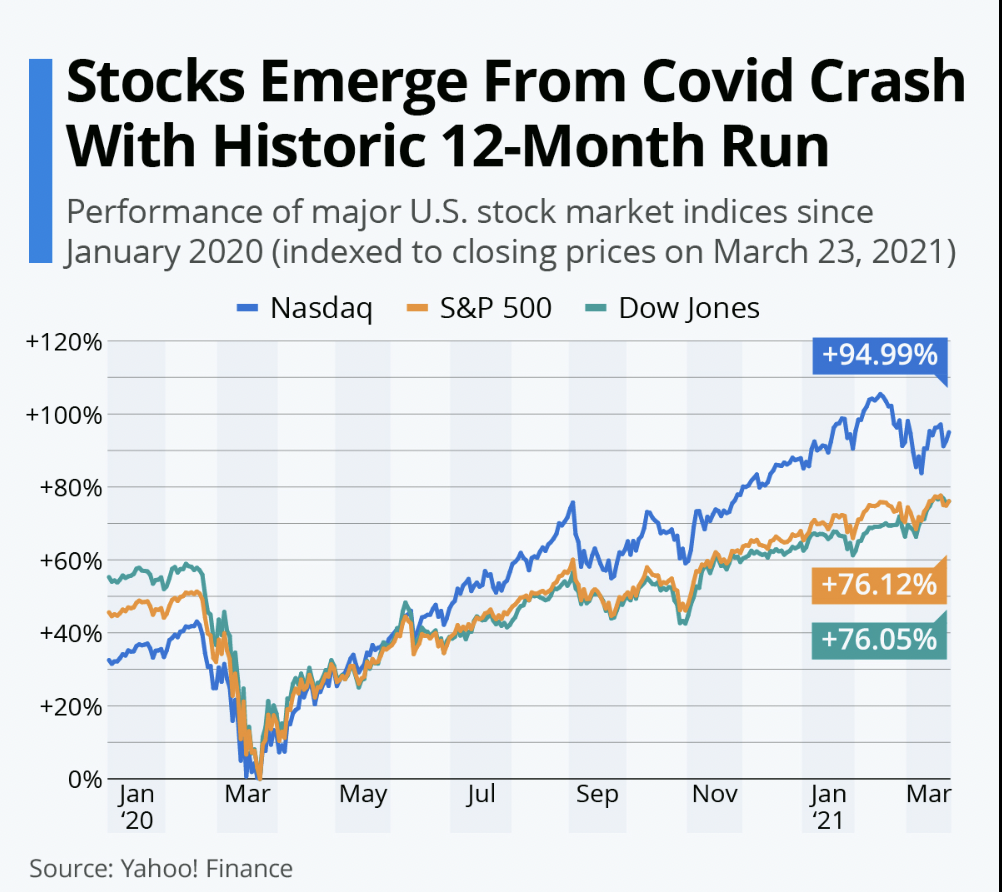 Stocks Emerge From Covid Crash
With Historic 12-Month Run
Performance of major U.S. stock market indices since
January 2020 (indexed to closing prices on March 23, 2021)
Nasdaq S&P 500 Dow Jones
+120%
+94.99%
+100%
+80%
+60%
+76.12%
+40%
+76.05%
+20%
0%
Jan Mar May Jul Sep Nov Jan Mar
‘20 ‘21
Source: Yahoo! Finance